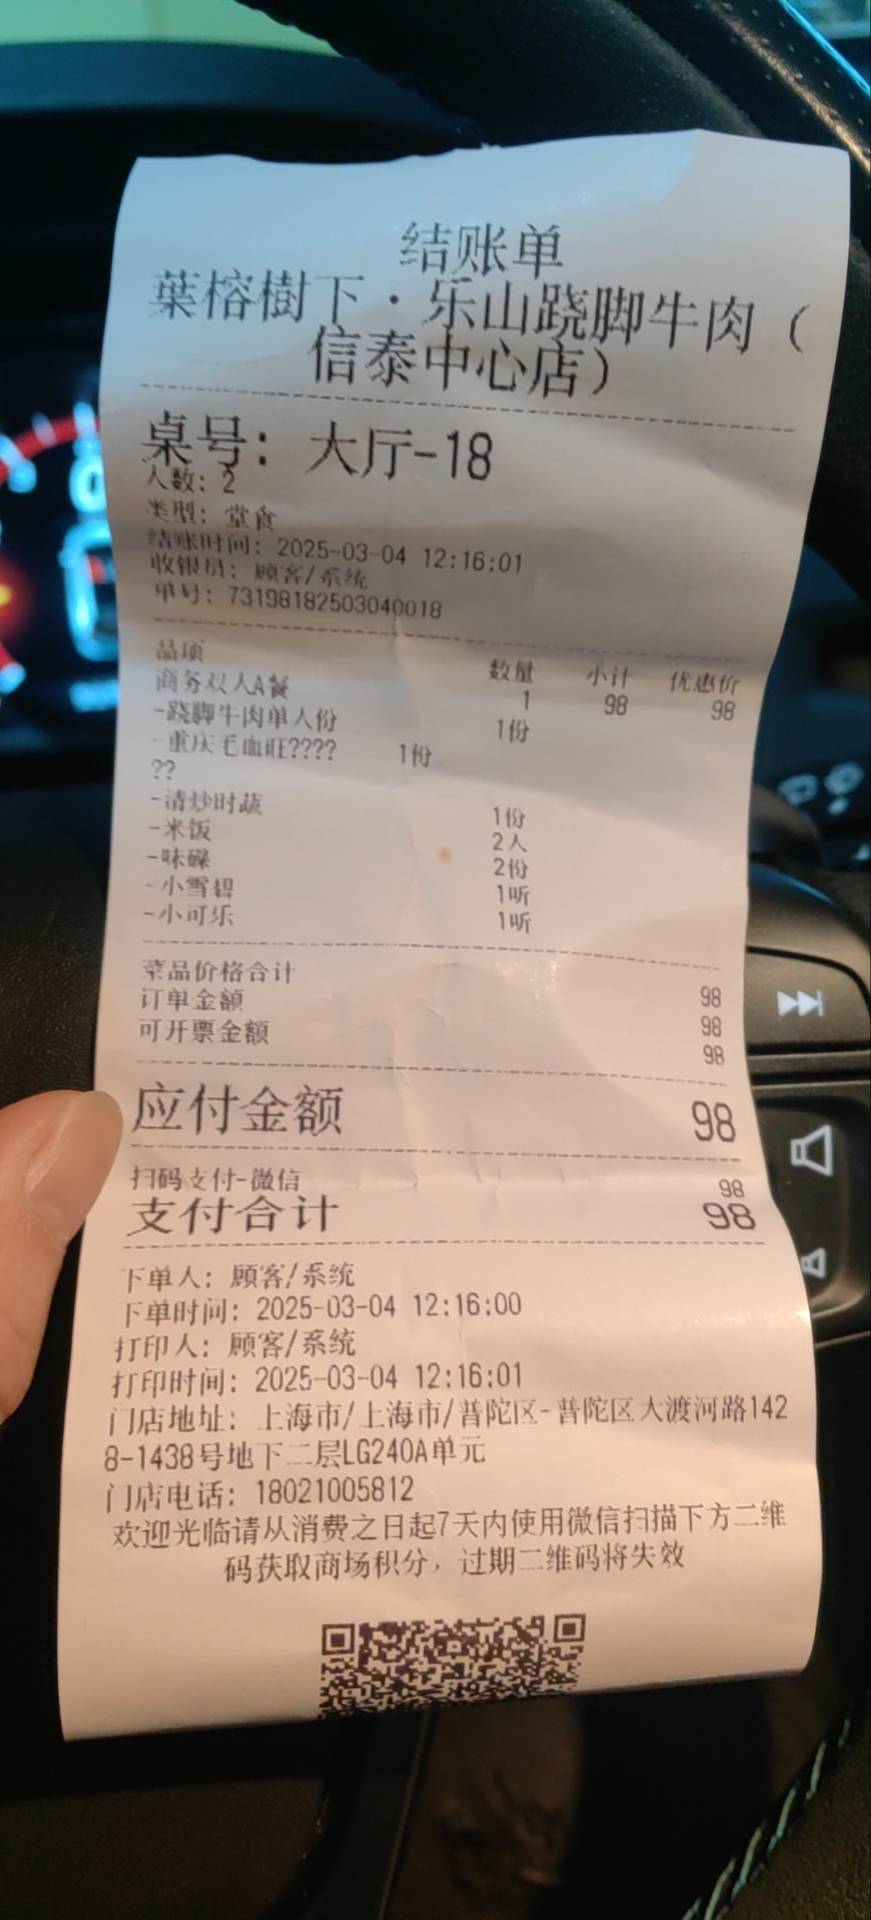 结账单
葉榕樹下·乐山跷脚牛肉（
信泰中心店）
桌号：大厅-18
人数：2
类型：堂食
结账时间：2025-03-04 12:16:01
收银员：顾客/系统
单号：73198182503040018
品项 数量 小计 优惠价
商务双人A餐 1 98 98
-跷脚牛肉单人份 1份
-重庆毛血旺???? 1份
??
-清炒时蔬 1份
-米饭 2人
-味碟 2份
-小雪碧 1听
-小可乐 1听
菜品价格合计 98
订单金额 98
可开票金额 98
应付金额 98
扫码支付-微信 98
支付合计 98
下单人：顾客/系统
下单时间：2025-03-04 12:16:00
打印人：顾客/系统
打印时间：2025-03-04 12:16:01
门店地址：上海市/上海市/普陀区-普陀区大渡河路142
8-1438号地下二层LG240A单元
门店电话：18021005812
欢迎光临请从消费之日起7天内使用微信扫描下方二维
码获取商场积分，过期二维码将失效